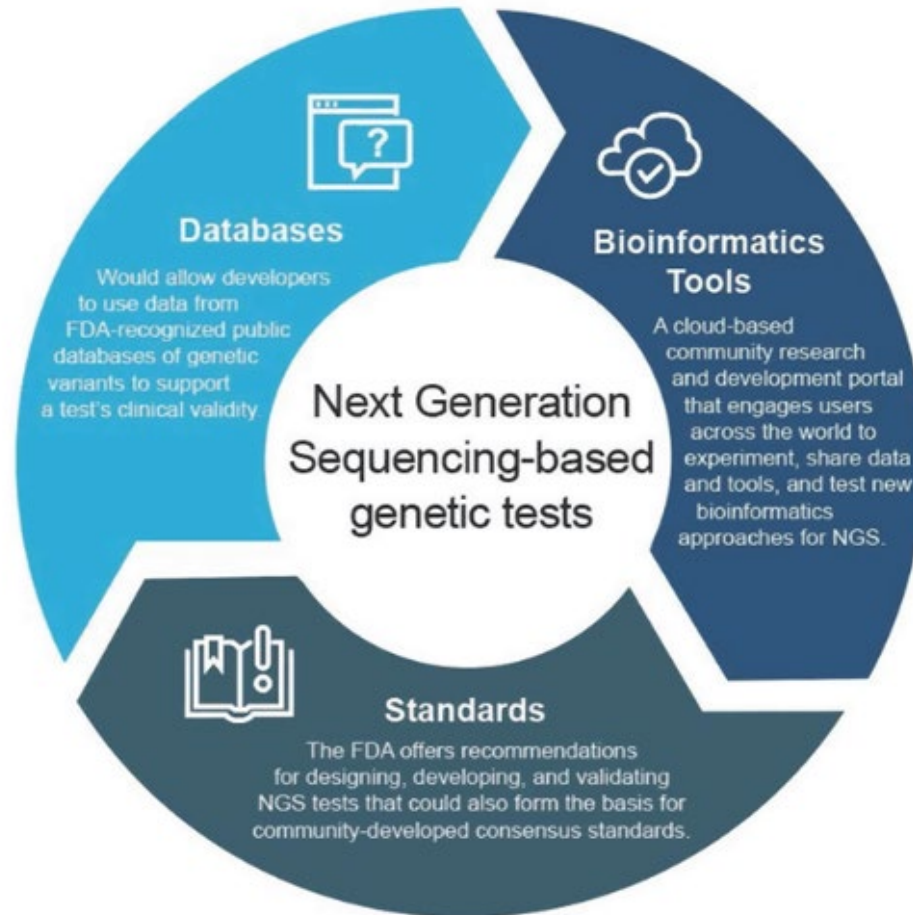 Databases
Would allow developers
to use data from
FDA-recognized public
databases of genetic
variants to support
a test's clinical validity
Bioinformatics
Tools
A cloud-based
community research
and development portal
that engages users
across the world to
experiment, share data
and tools, and test new
bioinformatics
approaches for NGS.
Next Generation
Sequencing-based
genetic tests
Standards
The FDA offers recommendations
for designing, developing, and validating
NGS tests that could also form the basis for
community-developed consensus standards.